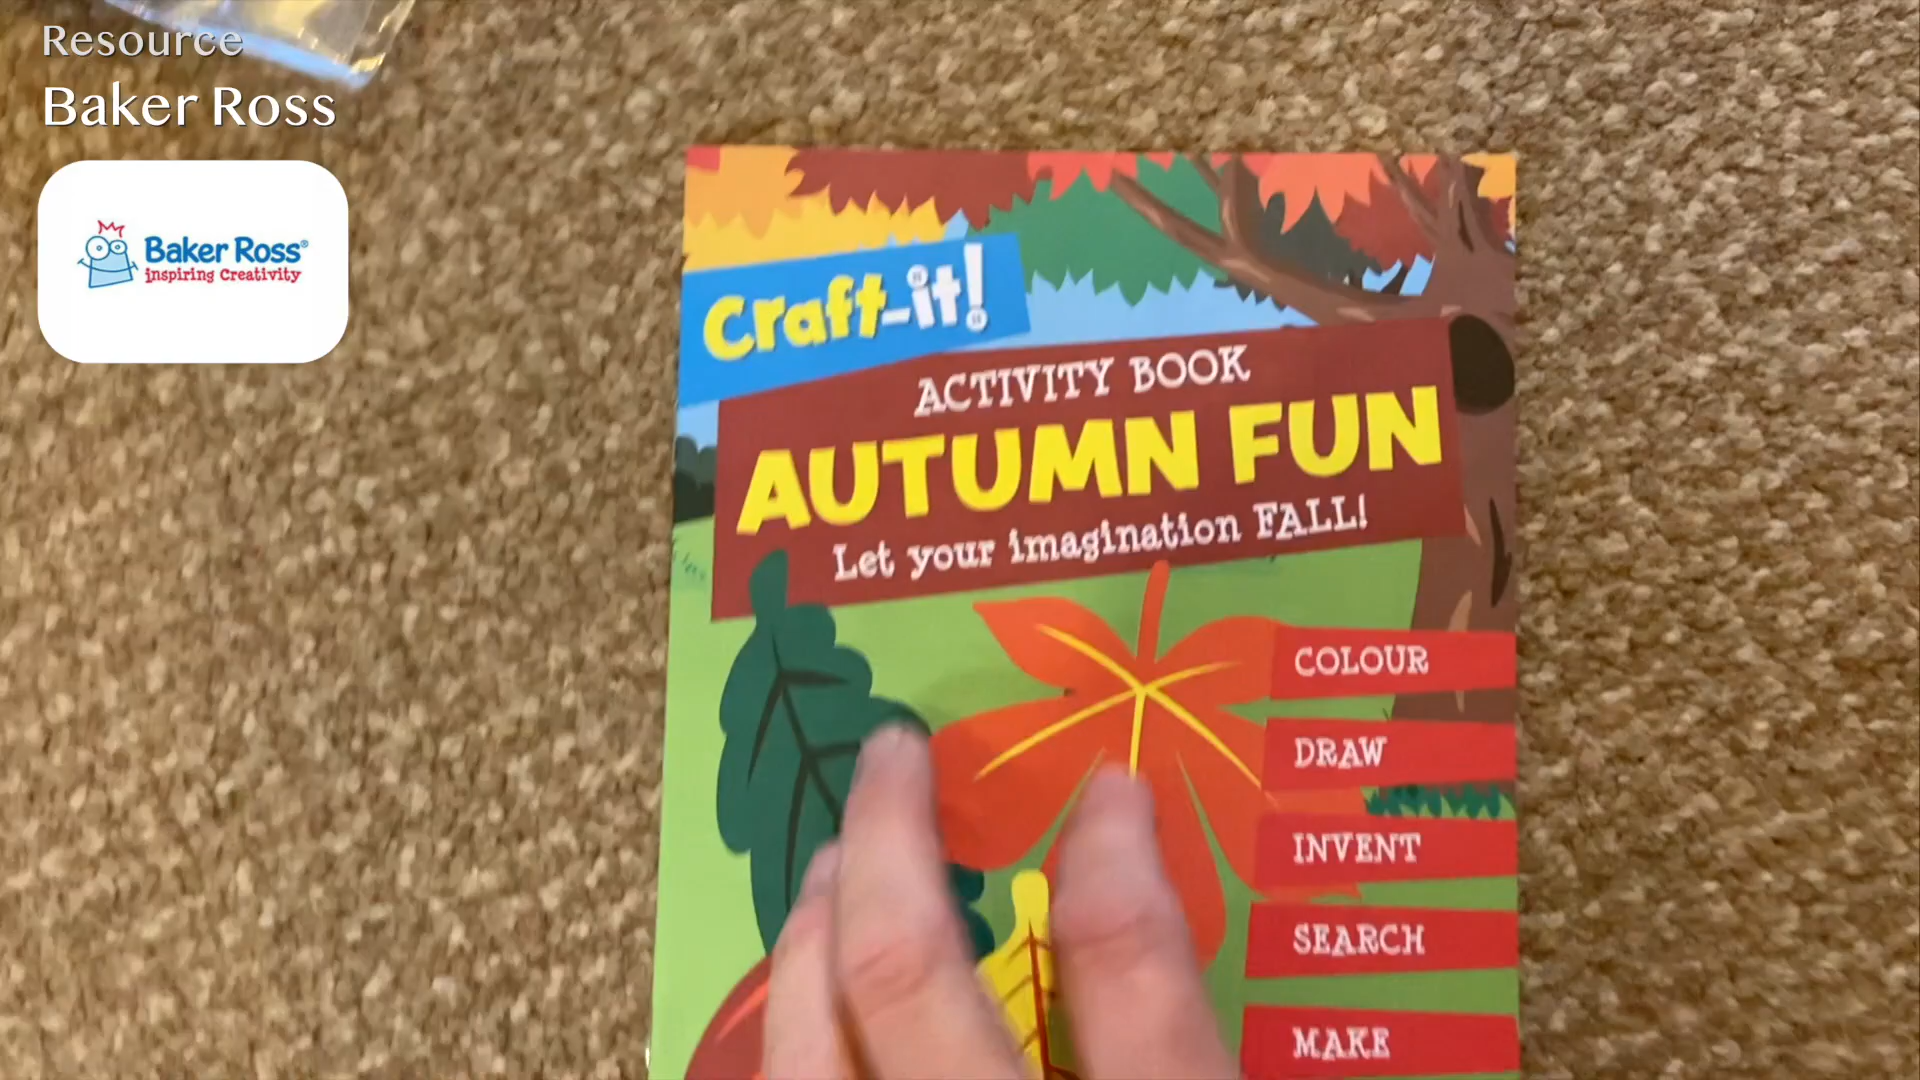 Resource
Baker Ross
Baker Ross®
inspiring Creativity
Craft-it!
ACTIVITY BOOK
AUTUMN FUN
Let your imagination FALL!
COLOUR
DRAW
INVENT
SEARCH
MAKE